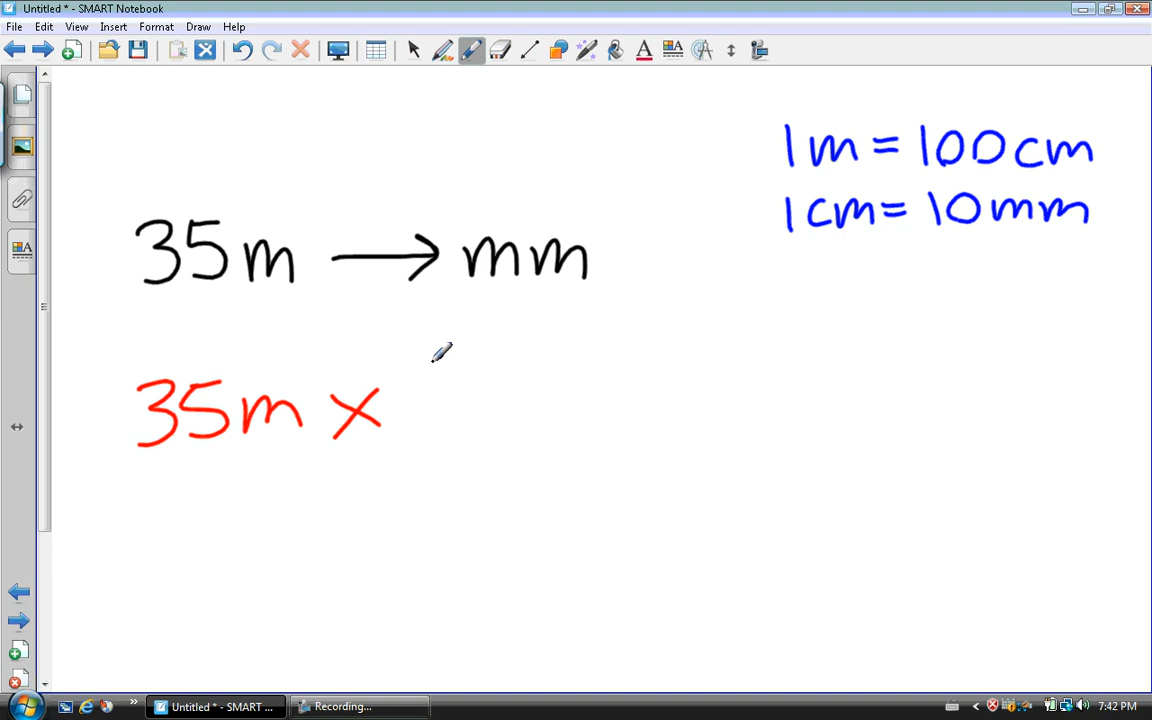 Untitled * - SMART Notebook
File Edit View Insert Format Draw Help
1m = 100cm
1cm = 10mm
35m → mm
35m x
Untitled * - SMART ... Recording... 7:42 PM